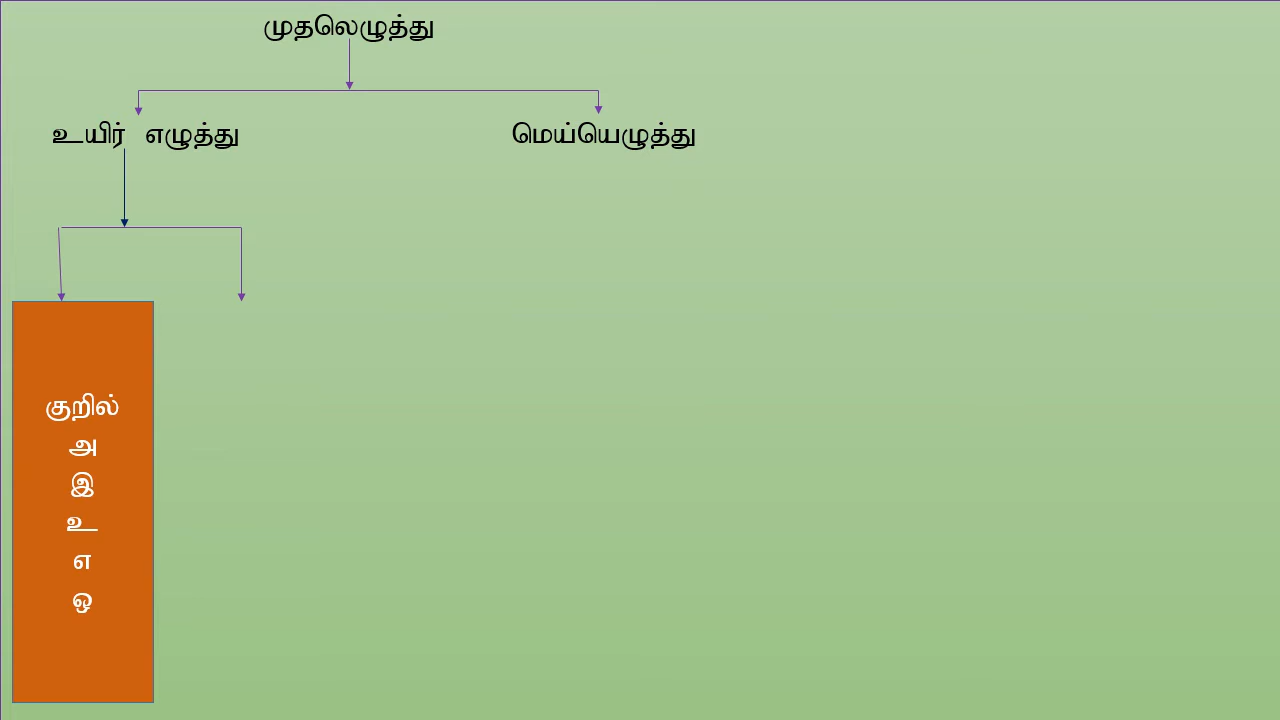 முதலெழுத்து
உயிர் எழுத்து
மெய்யெழுத்து
குறில்
அ
இ
உ
எ
ஒ